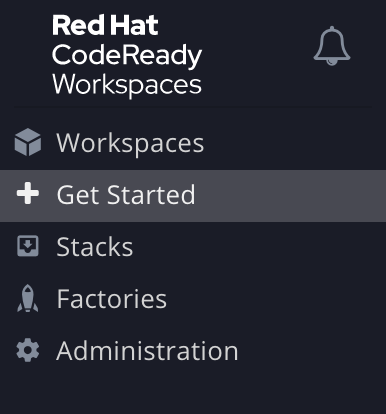 Red Hat
CodeReady
Workspaces
Workspaces
Get Started
Stacks
Factories
Administration